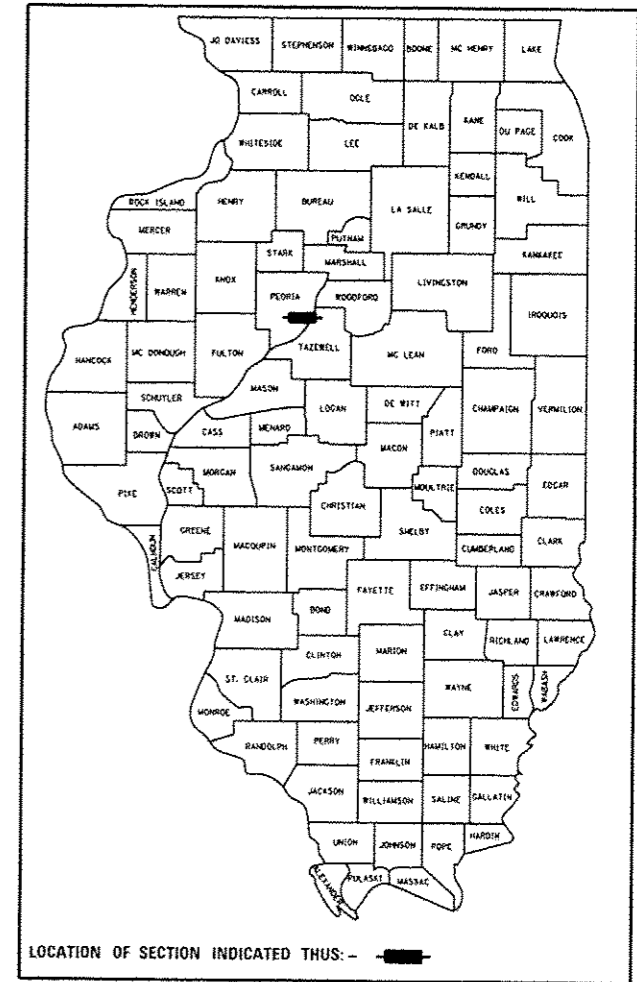 JO DAVIESS STEPHENSON WINNEBAGO BOONE MC HENRY LAKE
CARROLL OGLE
DE KALB KANE DU PAGE COOK
WHITESIDE LEE
KENDALL
ROCK ISLAND HENRY BUREAU LA SALLE GRUNDY WILL
MERCER
PUTNAM
STARK
MARSHALL
KANKAKEE
HENDERSON WARREN KNOX PEORIA WOODFORD LIVINGSTON
IROQUOIS
HANCOCK MC DONOUGH FULTON TAZEWELL MC LEAN FORD
MASON
SCHUYLER LOGAN DE WITT CHAMPAIGN VERMILION
ADAMS
BROWN CASS MENARD MACON PIATT
MORGAN SANGAMON DOUGLAS
PIKE SCOTT CHRISTIAN MOULTRIE EDGAR
COLES
GREENE SHELBY
CALHOUN MACOUPIN MONTGOMERY CUMBERLAND CLARK
JERSEY
FAYETTE EFFINGHAM JASPER CRAWFORD
MADISON BOND
CLAY RICHLAND LAWRENCE
CLINTON MARION
ST. CLAIR WAYNE EDWARDS WABASH
WASHINGTON JEFFERSON
MONROE
RANDOLPH PERRY HAMILTON WHITE
FRANKLIN
JACKSON WILLIAMSON SALINE GALLATIN
UNION JOHNSON POPE HARDIN
ALEXANDER PULASKI MASSAC
LOCATION OF SECTION INDICATED THUS: -